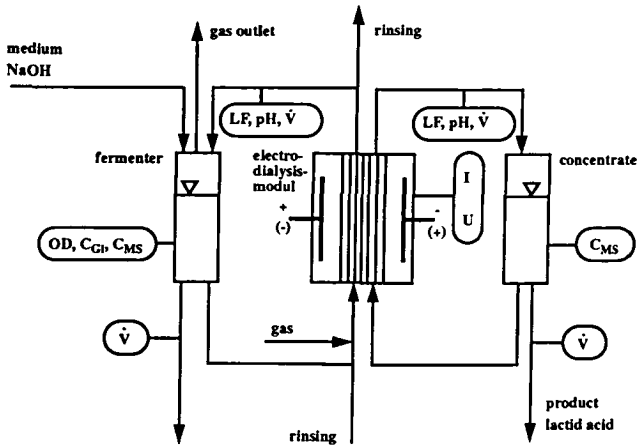 gas outlet
rinsing
medium
NaOH
LF, pH, V̇
LF, pH, V̇
fermenter
electro-
dialysis-
modul
concentrate
I
U
+
(-)
-
(+)
OD, CGl, CMS
CMS
gas
V̇
V̇
product
lactid acid
rinsing